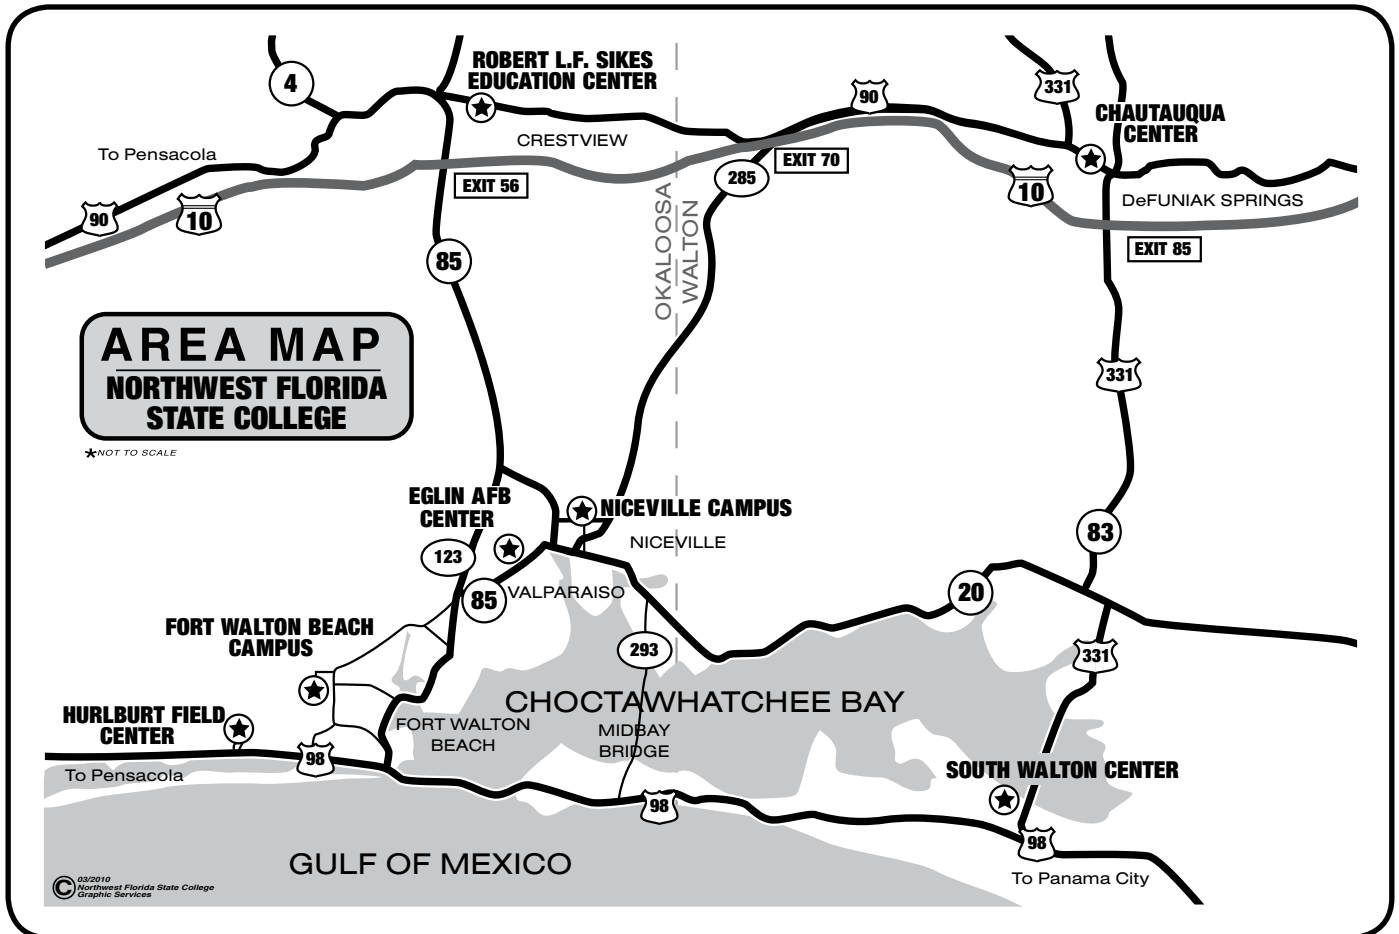 4
ROBERT L.F. SIKES
EDUCATION CENTER
90
331
CHAUTAUQUA
CENTER
To Pensacola
CRESTVIEW
EXIT 70
285
EXIT 56
10
DeFUNIAK SPRINGS
90
10
OKALOOSA
WALTON
EXIT 85
85
AREA MAP
NORTHWEST FLORIDA
STATE COLLEGE
*NOT TO SCALE
331
EGLIN AFB
CENTER
NICEVILLE CAMPUS
83
NICEVILLE
123
85
VALPARAISO
20
FORT WALTON BEACH
CAMPUS
293
331
CHOCTAWHATCHEE BAY
HURLBURT FIELD
CENTER
FORT WALTON
BEACH
MIDBAY
BRIDGE
98
To Pensacola
SOUTH WALTON CENTER
98
98
GULF OF MEXICO
To Panama City
© 03/2010
Northwest Florida State College
Graphic Services